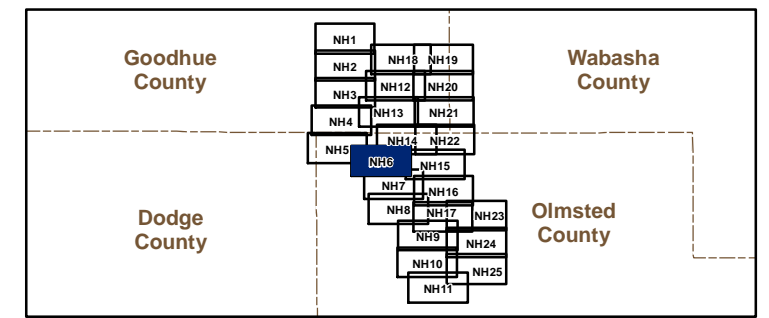 Goodhue
County
Wabasha
County
Dodge
County
Olmsted
County
NH1
NH2
NH3
NH4
NH5
NH6
NH7
NH8
NH9
NH10
NH11
NH18
NH12
NH13
NH14
NH19
NH20
NH21
NH22
NH15
NH16
NH17
NH23
NH24
NH25